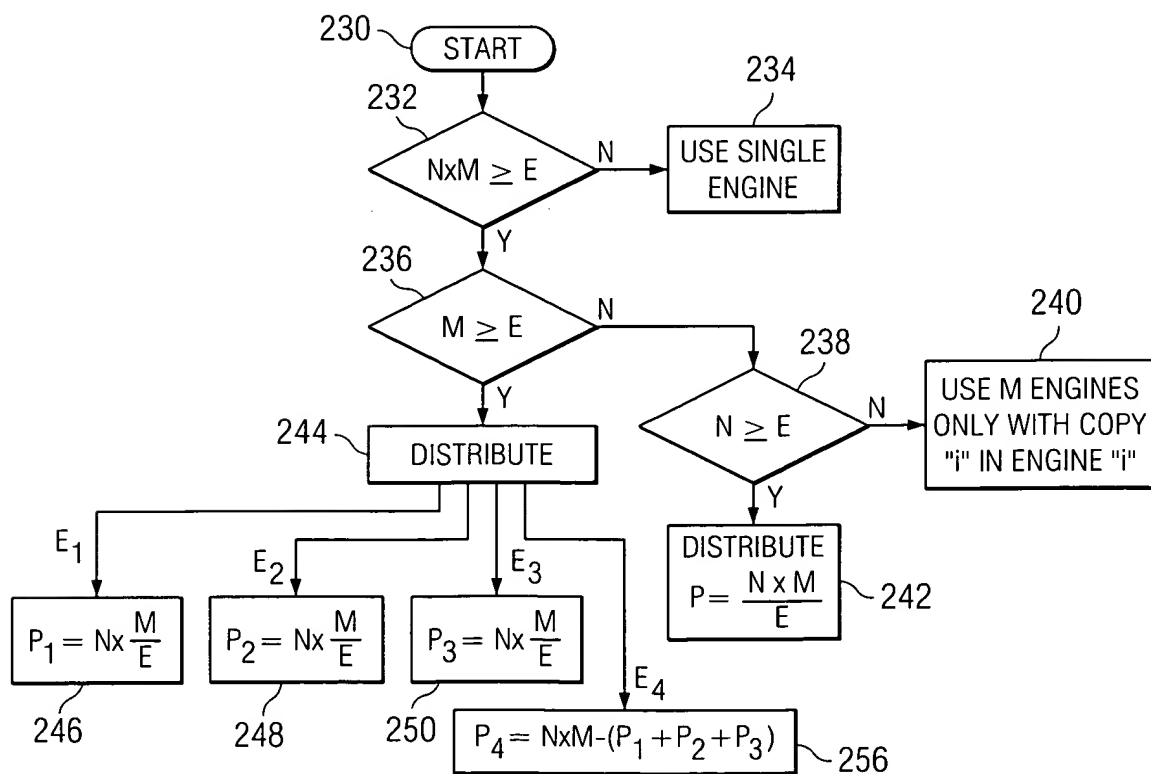 230
START
232
NxM ≥ E
N
234
USE SINGLE
ENGINE
Y
236
M ≥ E
N
238
N ≥ E
N
240
USE M ENGINES
ONLY WITH COPY
"i" IN ENGINE "i"
Y
Y
244
DISTRIBUTE
DISTRIBUTE
P = N x M / E
242
E1
E2
E3
E4
P1 = Nx M/E
246
P2 = Nx M/E
248
P3 = Nx M/E
250
P4 = NxM-(P1+P2+P3)
256